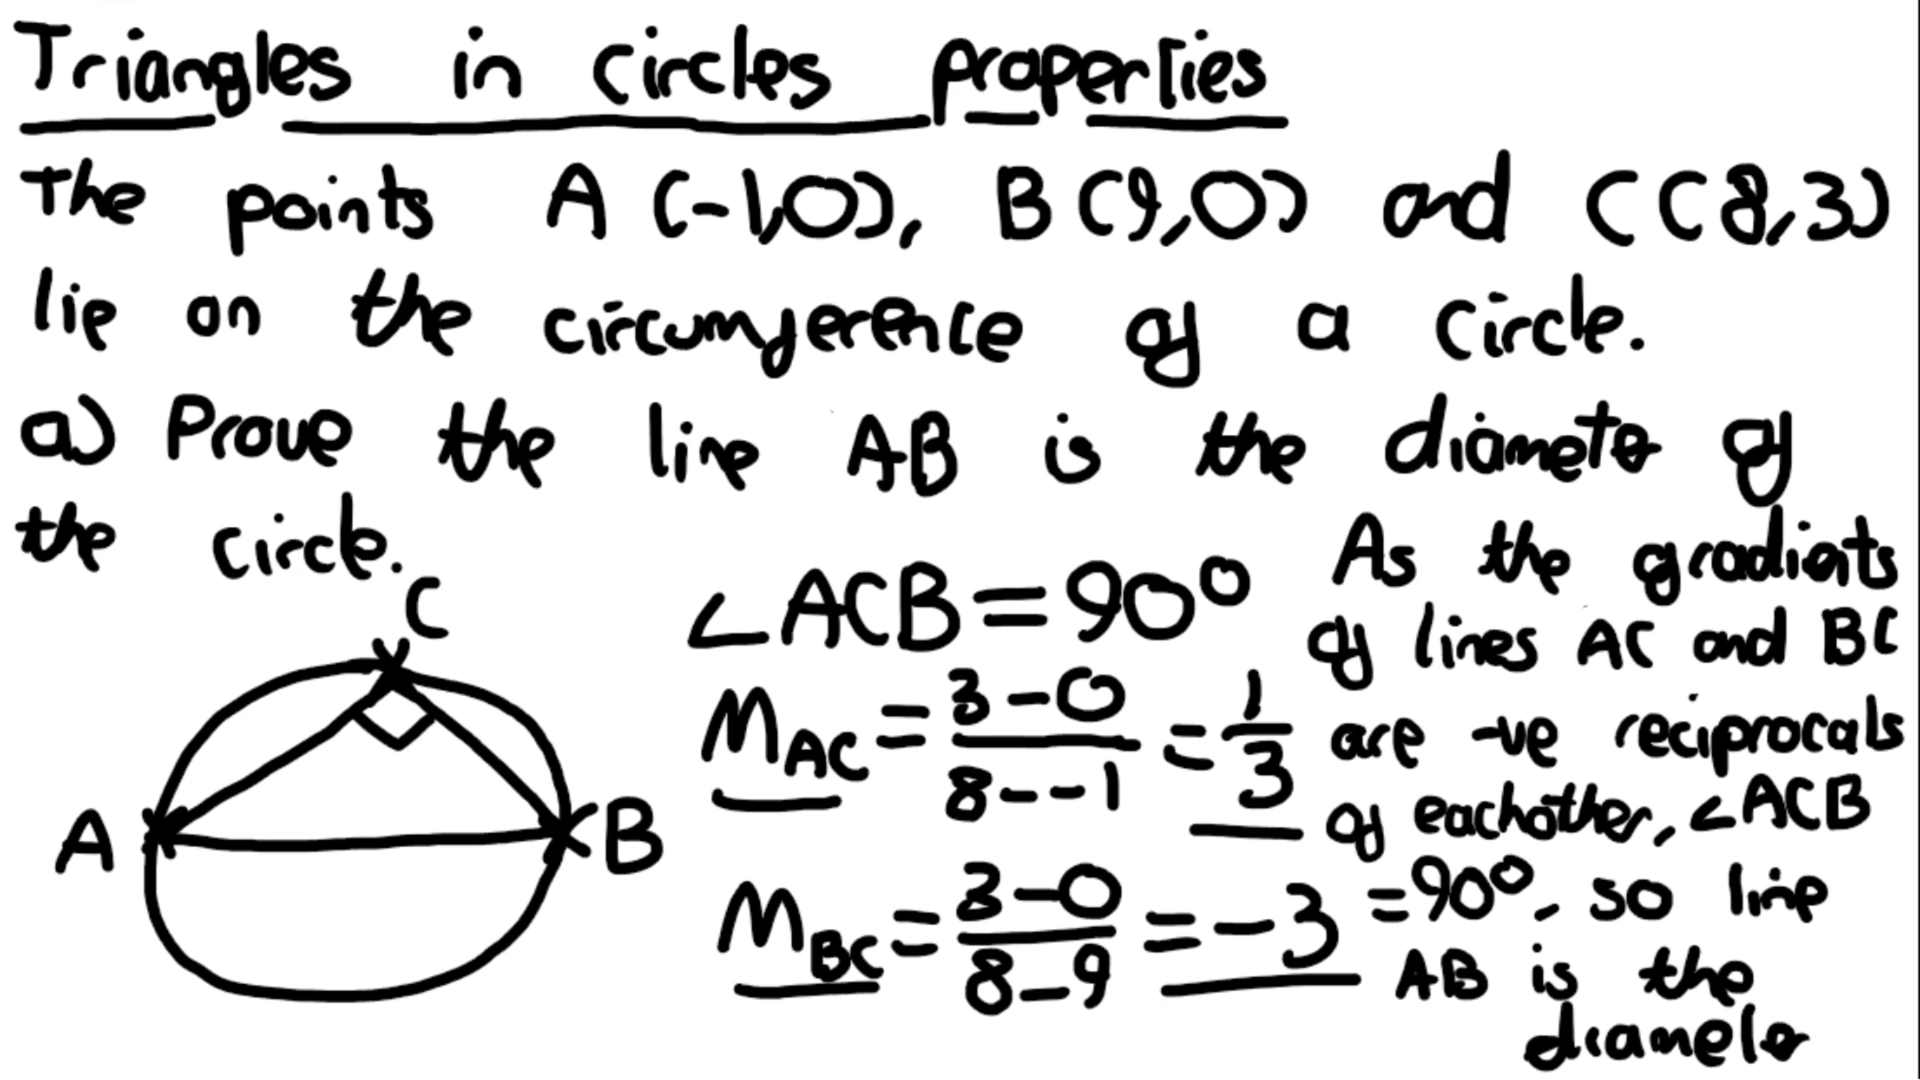 Triangles in circles properties
The points A (-1,0), B (9,0) and C (8,3)
lie on the circumference of a circle.
a) Prove the line AB is the diameter of
the circle.
C
A
B
∠ACB = 90°
M_AC = (3-0)/(8--1) = 1/3
M_BC = (3-0)/(8-9) = -3
As the gradients
of lines AC and BC
are -ve reciprocals
of eachother, ∠ACB
=90°, so line
AB is the
diameter